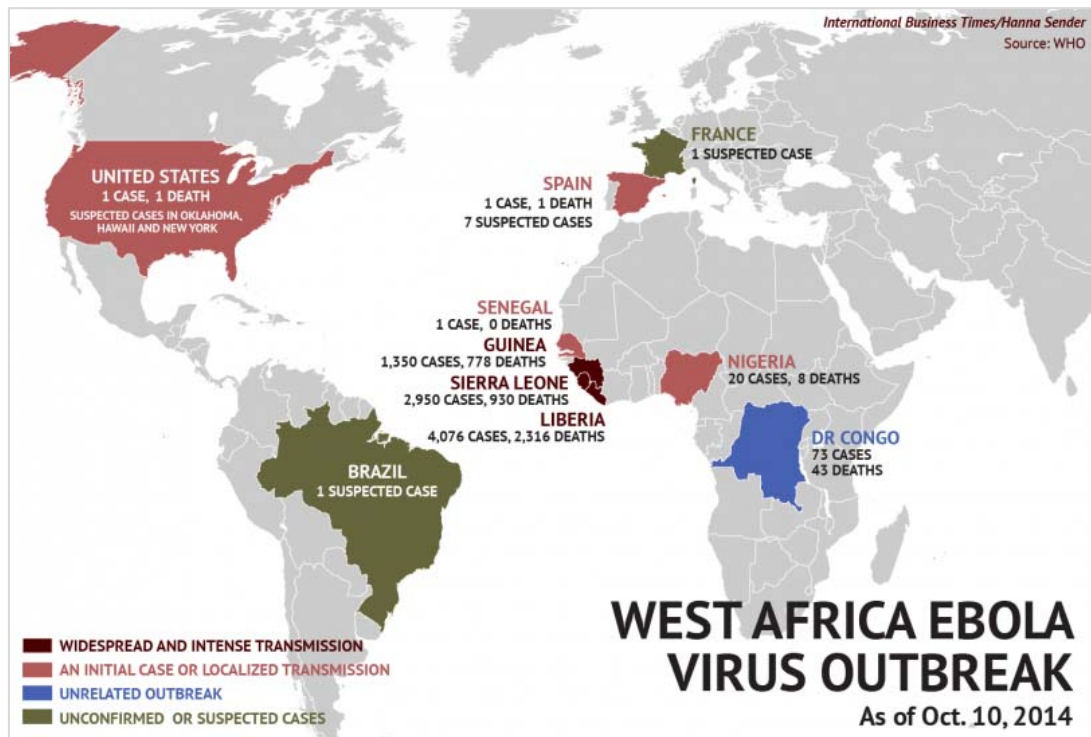 International Business Times/Hanna Sender
Source: WHO
UNITED STATES
1 CASE, 1 DEATH
SUSPECTED CASES IN OKLAHOMA,
HAWAII AND NEW YORK
FRANCE
1 SUSPECTED CASE
SPAIN
1 CASE, 1 DEATH
7 SUSPECTED CASES
SENEGAL
1 CASE, 0 DEATHS
GUINEA
1,350 CASES, 778 DEATHS
SIERRA LEONE
2,950 CASES, 930 DEATHS
LIBERIA
4,076 CASES, 2,316 DEATHS
NIGERIA
20 CASES, 8 DEATHS
DR CONGO
73 CASES
43 DEATHS
BRAZIL
1 SUSPECTED CASE
WIDESPREAD AND INTENSE TRANSMISSION
AN INITIAL CASE OR LOCALIZED TRANSMISSION
UNRELATED OUTBREAK
UNCONFIRMED OR SUSPECTED CASES
WEST AFRICA EBOLA
VIRUS OUTBREAK
As of Oct. 10, 2014